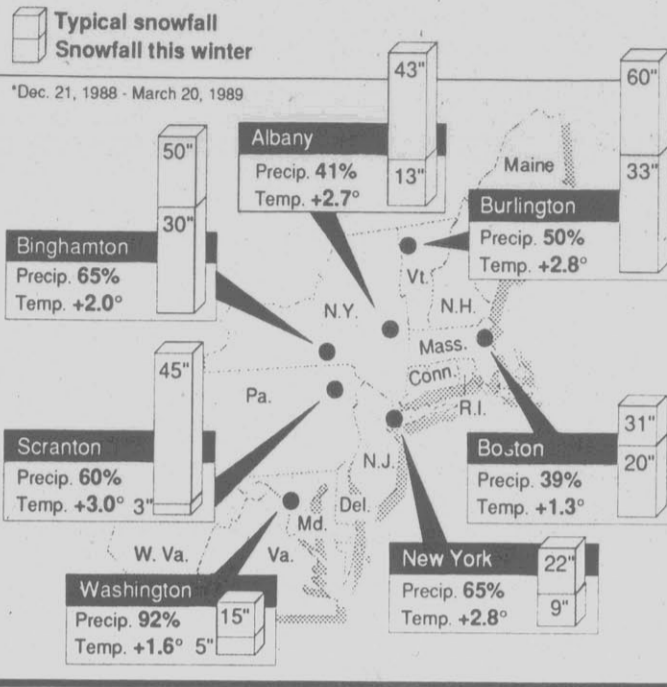 Typical snowfall
Snowfall this winter
*Dec. 21, 1988 - March 20, 1989
43"
13"
Albany
Precip. 41%
Temp. +2.7°
60"
33"
Burlington
Precip. 50%
Temp. +2.8°
50"
30"
Binghamton
Precip. 65%
Temp. +2.0°
Maine
Vt.
N.H.
N.Y.
Mass.
Conn.
R.I.
Pa.
N.J.
Del.
Md.
W. Va.
Va.
45"
3"
Scranton
Precip. 60%
Temp. +3.0°
31"
20"
Boston
Precip. 39%
Temp. +1.3°
22"
9"
New York
Precip. 65%
Temp. +2.8°
15"
5"
Washington
Precip. 92%
Temp. +1.6°